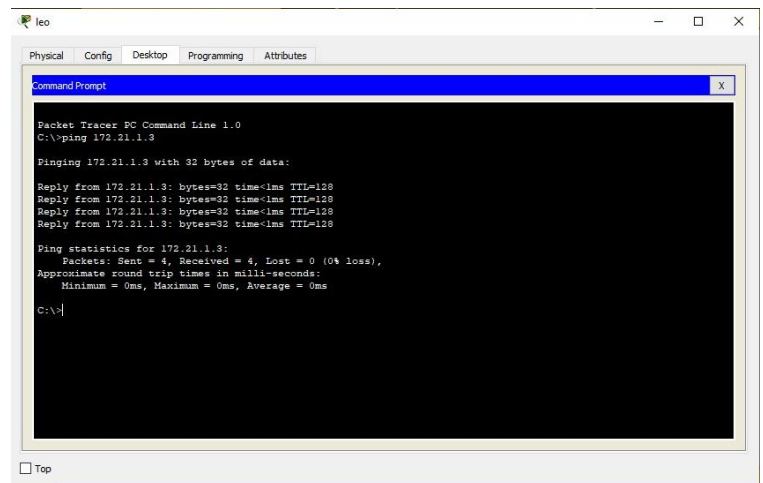 leo
Physical Config Desktop Programming Attributes
Command Prompt
X
Packet Tracer PC Command Line 1.0
C:\>ping 172.21.1.3
Pinging 172.21.1.3 with 32 bytes of data:
Reply from 172.21.1.3: bytes=32 time<1ms TTL=128
Reply from 172.21.1.3: bytes=32 time<1ms TTL=128
Reply from 172.21.1.3: bytes=32 time<1ms TTL=128
Reply from 172.21.1.3: bytes=32 time<1ms TTL=128
Ping statistics for 172.21.1.3:
Packets: Sent = 4, Received = 4, Lost = 0 (0% loss),
Approximate round trip times in milli-seconds:
Minimum = 0ms, Maximum = 0ms, Average = 0ms
C:\>
Top